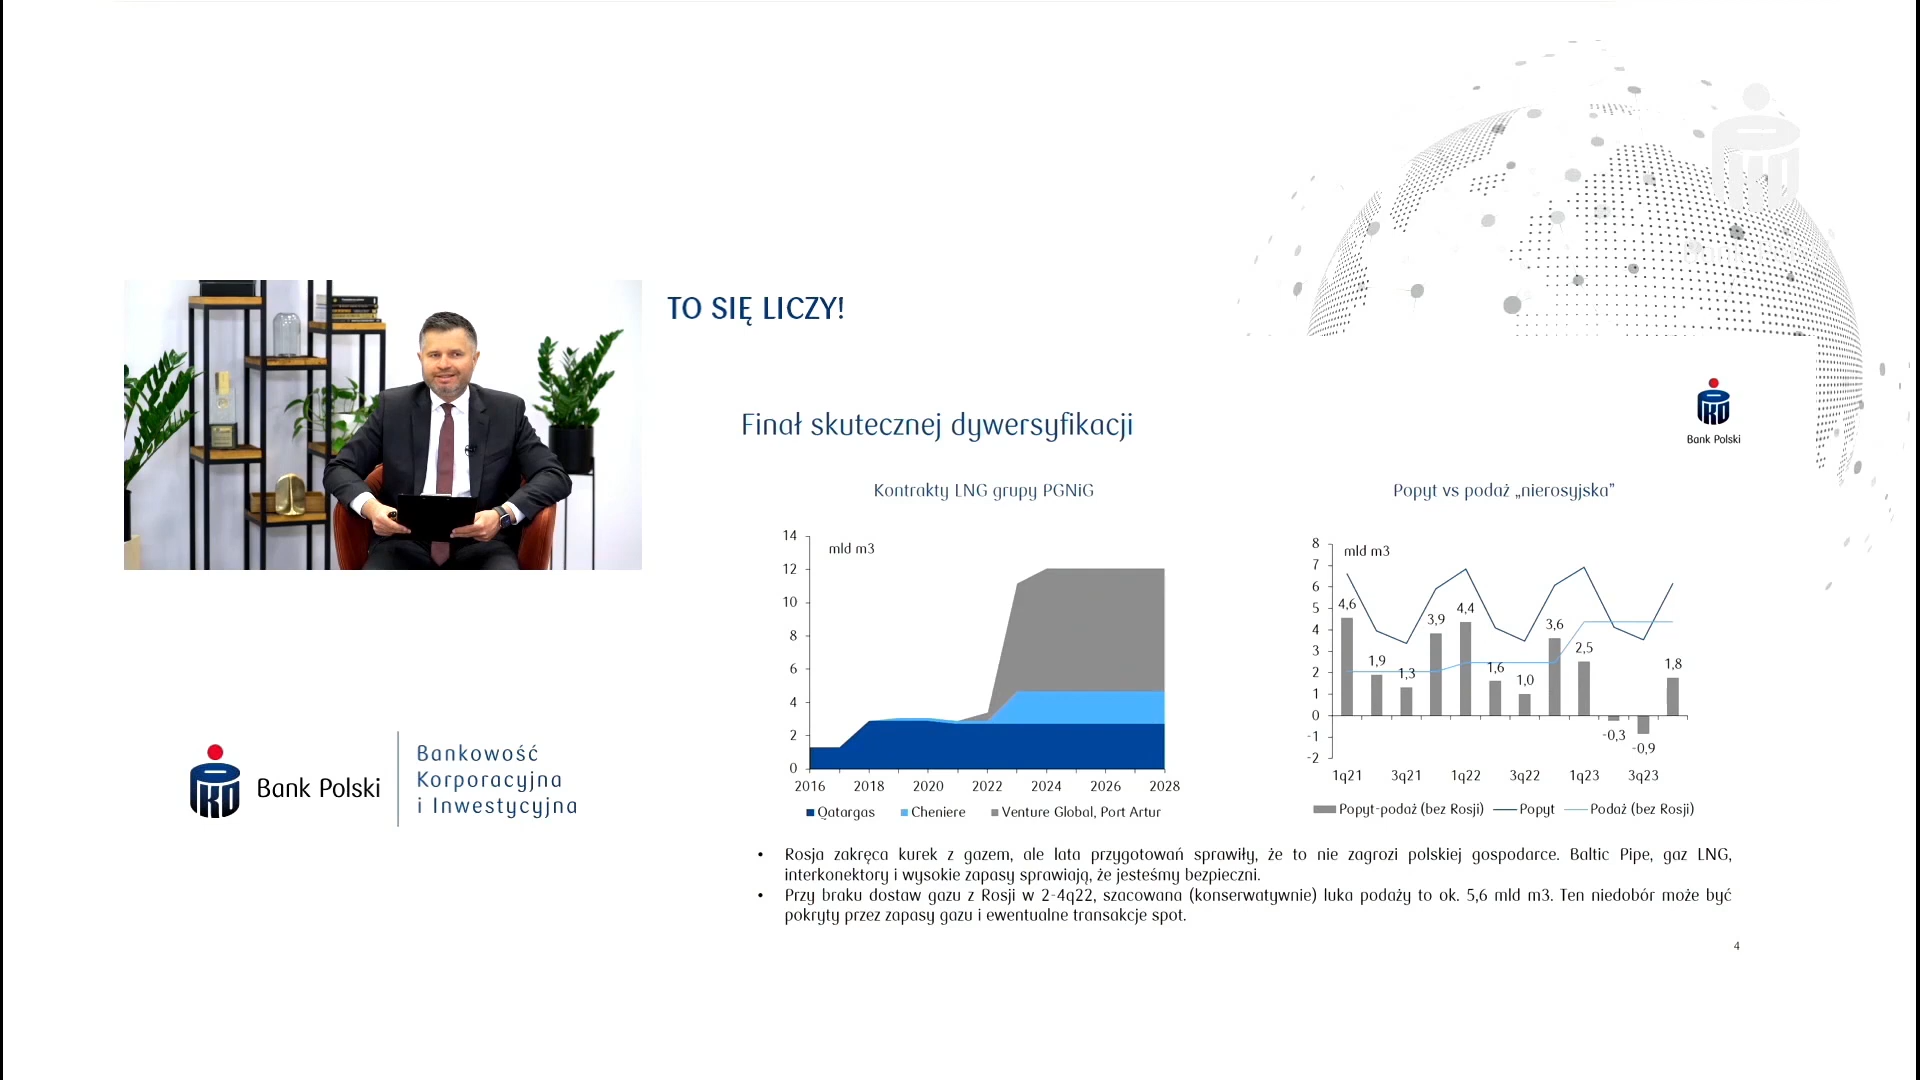 TO SIĘ LICZY!
Finał skutecznej dywersyfikacji
Bank Polski
Kontrakty LNG grupy PGNiG
14
12
10
8
6
4
2
0
mld m3
2016 2018 2020 2022 2024 2026 2028
Qatargas Cheniere Venture Global, Port Artur
Popyt vs podaż „nierosyjska”
8
7
6
5
4
3
2
1
0
-1
-2
mld m3
4,6 1,9 1,3 3,9 4,4 1,6 1,0 3,6 2,5 -0,3 -0,9 1,8
1q21 3q21 1q22 3q22 1q23 3q23
Popyt-podaż (bez Rosji) Popyt Podaż (bez Rosji)
• Rosja zakręca kurek z gazem, ale lata przygotowań sprawiły, że to nie zagrozi polskiej gospodarce. Baltic Pipe, gaz LNG,
interkonektory i wysokie zapasy sprawiają, że jesteśmy bezpieczni.
• Przy braku dostaw gazu z Rosji w 2-4q22, szacowana (konserwatywnie) luka podaży to ok. 5,6 mld m3. Ten niedobór może być
pokryty przez zapasy gazu i ewentualne transakcje spot.
4
Bank Polski
Bankowość
Korporacyjna
i Inwestycyjna